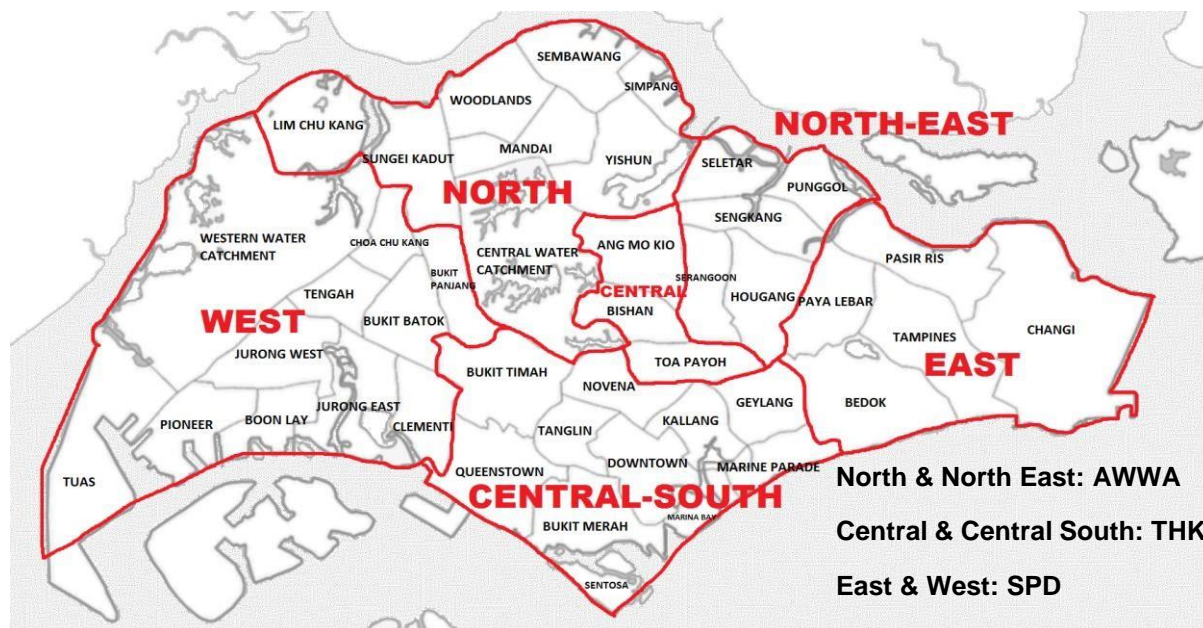 SEMBAWANG
SIMPANG
WOODLANDS
LIM CHU KANG
NORTH-EAST
MANDAI
SUNGEI KADUT
YISHUN
SELETAR
PUNGGOL
NORTH
SENGKANG
WESTERN WATER
CATCHMENT
CHOA CHU KANG
ANG MO KIO
CENTRAL WATER
CATCHMENT
PASIR RIS
BUKIT
PANJANG
SERANGOON
CENTRAL
HOUGANG
PAYA LEBAR
TENGAH
BISHAN
WEST
BUKIT BATOK
CHANGI
TAMPINES
JURONG WEST
TOA PAYOH
EAST
BUKIT TIMAH
NOVENA
GEYLANG
BEDOK
JURONG EAST
PIONEER
BOON LAY
CLEMENTI
KALLANG
TANGLIN
DOWNTOWN
QUEENSTOWN
MARINE PARADE
TUAS
CENTRAL-SOUTH
MARINA BAY
BUKIT MERAH
SENTOSA
North & North East: AWWA
Central & Central South: THK
East & West: SPD